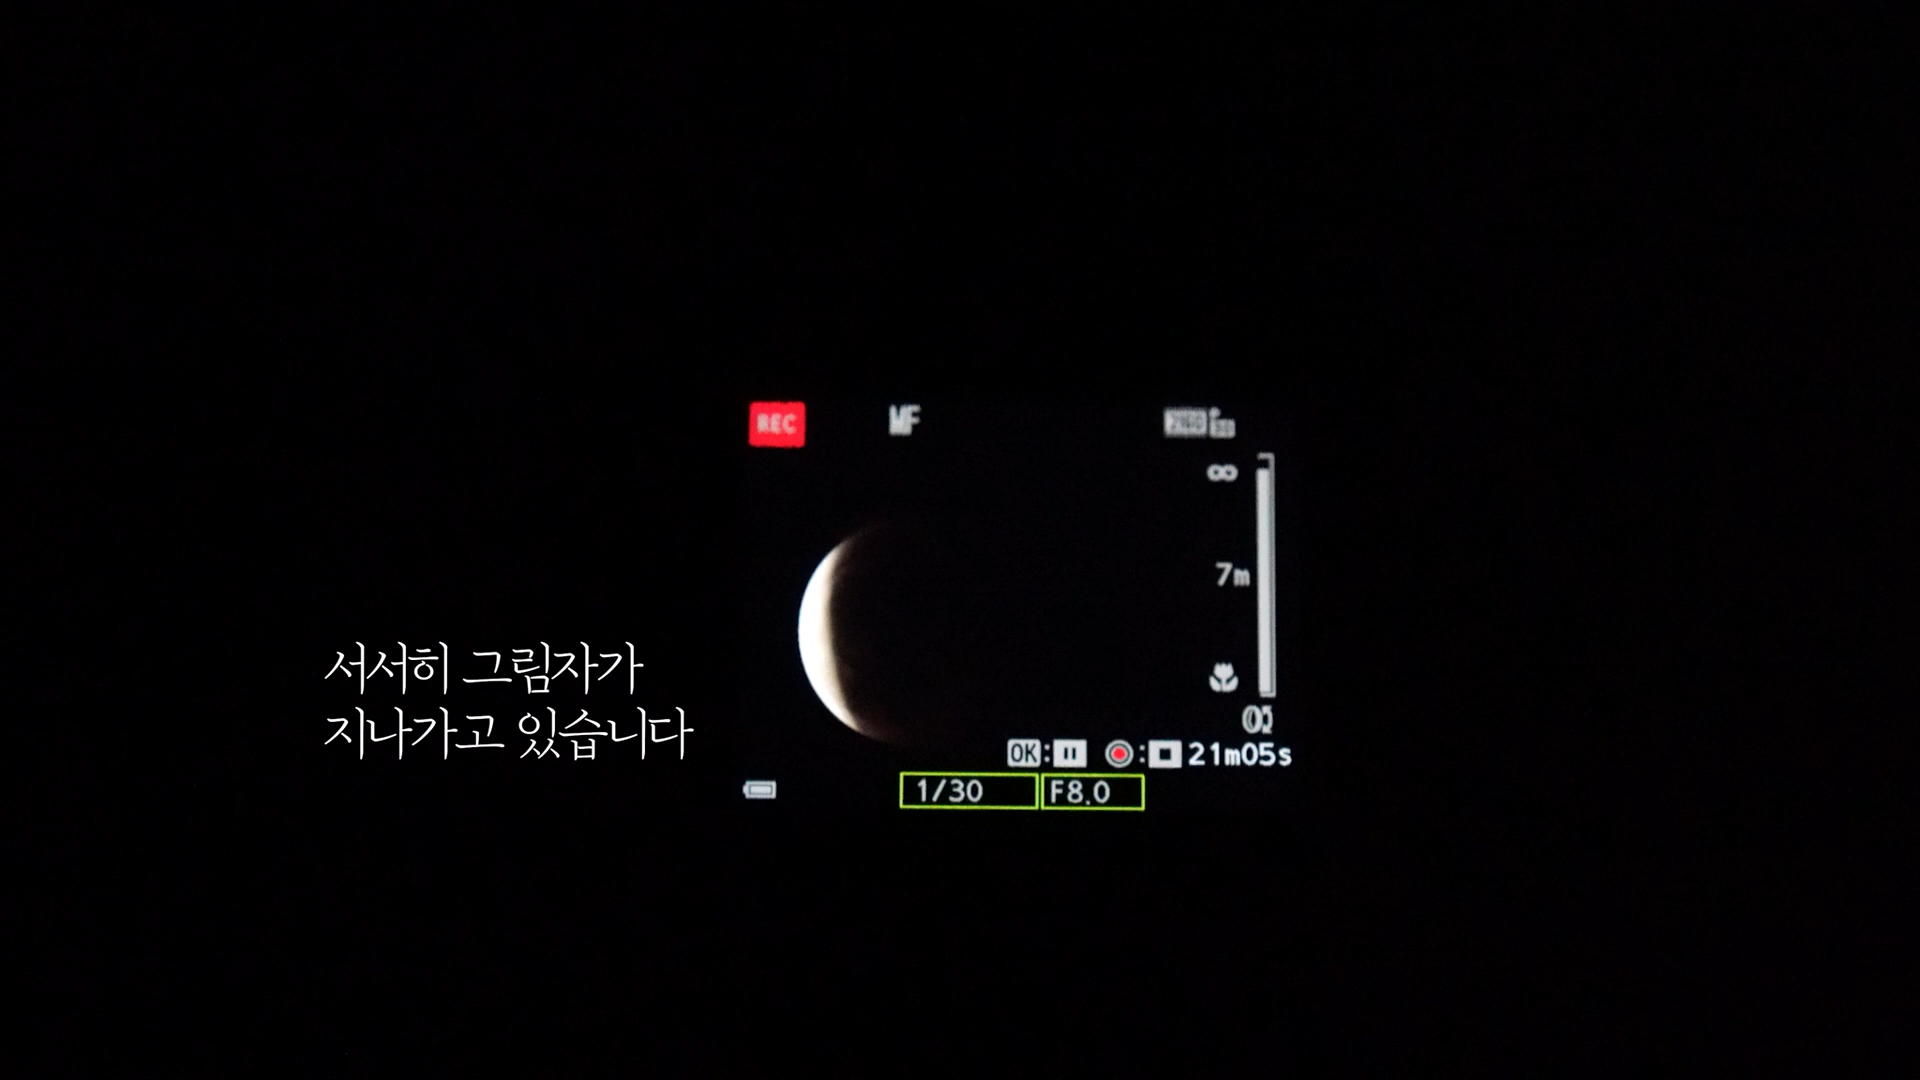 REC
MF
7m
서서히 그림자가
지나가고 있습니다
OK: : 21m05s
1/30 F8.0